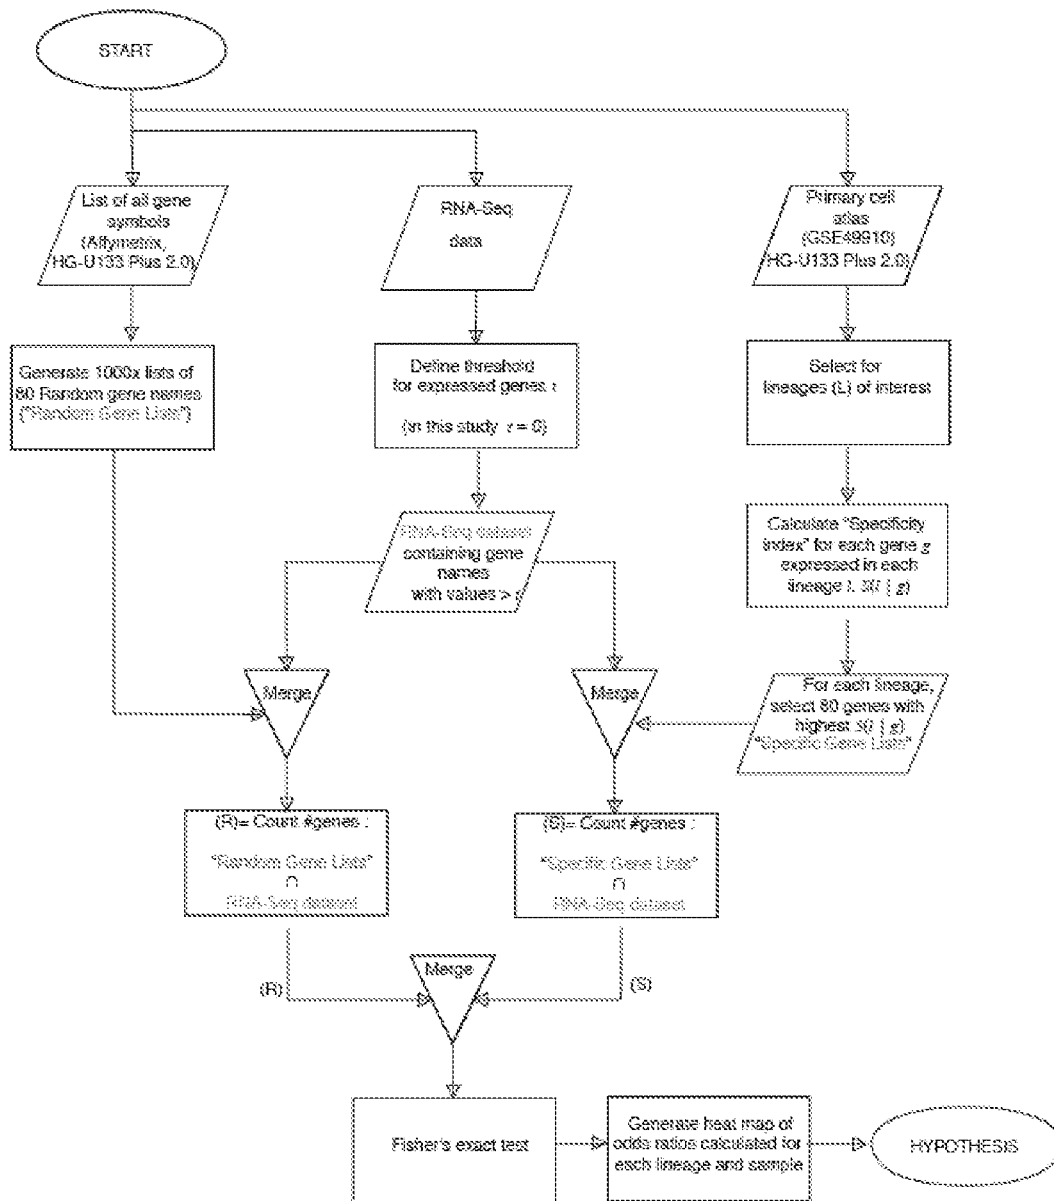 START
List of all gene
symbols
(Affymetrix,
HG-U133 Plus 2.0)
RNA-Seq
data
Primary cell
atlas
(GSE49910)
HG-U133 Plus 2.0)
Generate 1000x lists of
80 Random gene names
("Random Gene Lists")
Define threshold
for expressed genes t
(in this study t = 0)
Select for
lineages (L) of interest
RNA-Seq dataset
containing gene
names
with values > t
Calculate "Specificity
index" for each gene g
expressed in each
lineage l, S(l | g)
Merge
Merge
For each lineage,
select 80 genes with
highest S(l | g)
"Specific Gene Lists"
(R)= Count #genes :
"Random Gene Lists"
∩
RNA-Seq dataset
(S)= Count #genes :
"Specific Gene Lists"
∩
RNA-Seq dataset
(R)
Merge
(S)
Fisher's exact test
Generate heat map of
odds ratios calculated for
each lineage and sample
HYPOTHESIS